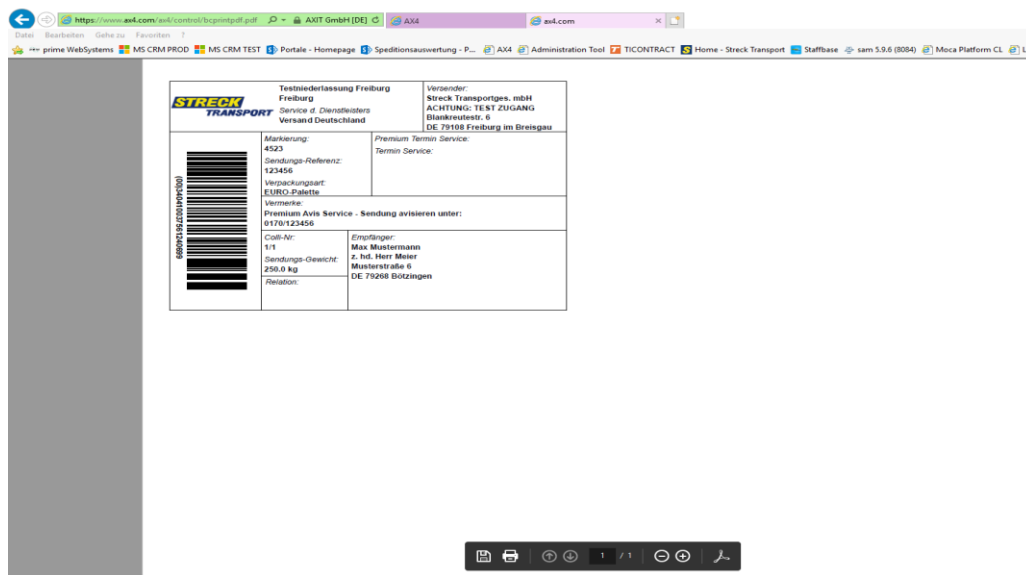 https://www.ax4.com/ax4/control/bcprintpdf.pdf AXIT GmbH [DE] AX4 ax4.com
Datei Bearbeiten Gehe zu Favoriten ?
prime WebSystems MS CRM PROD MS CRM TEST Portale - Homepage Speditionsauswertung - P... AX4 Administration Tool TICONTRACT Home - Streck Transport Staffbase sam 5.9.6 (8084) Moca Platform CL
STRECK
TRANSPORT
Testniederlassung Freiburg
Freiburg
Service d. Dienstleisters
Versand Deutschland
Versender:
Streck Transportges. mbH
ACHTUNG: TEST ZUGANG
Blankreutestr. 6
DE 79108 Freiburg im Breisgau
(00)340410037561240699
Markierung:
4523
Sendungs-Referenz:
123456
Verpackungsart:
EURO-Palette
Premium Termin Service:
Termin Service:
Vermerke:
Premium Avis Service - Sendung avisieren unter:
0170/123456
Colli-Nr:
1/1
Sendungs-Gewicht:
250.0 kg
Relation:
Empfänger:
Max Mustermann
z. hd. Herr Meier
Musterstraße 6
DE 79268 Bötzingen
1 / 1